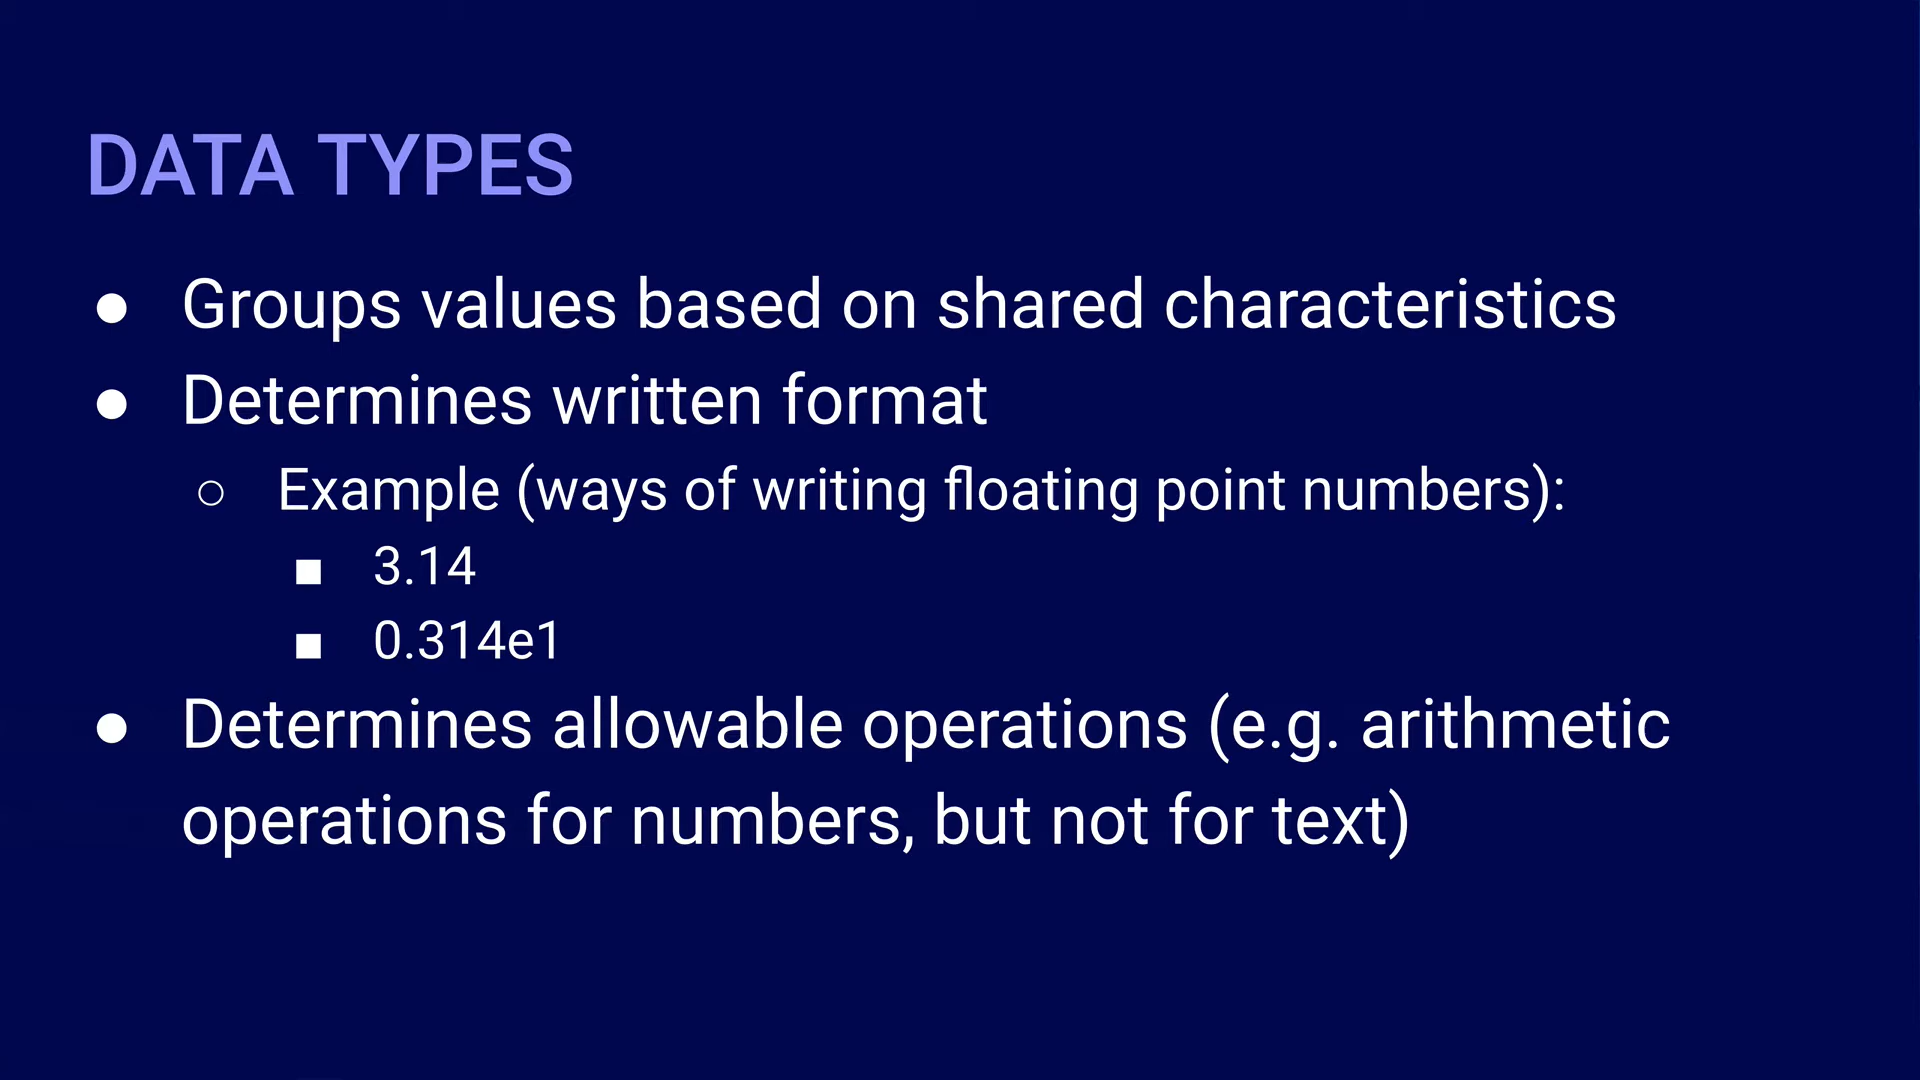 DATA TYPES
● Groups values based on shared characteristics
● Determines written format
○ Example (ways of writing floating point numbers):
■ 3.14
■ 0.314e1
● Determines allowable operations (e.g. arithmetic
operations for numbers, but not for text)